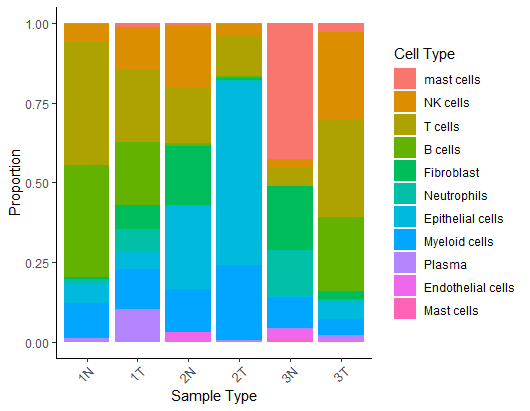 1.00
0.75
0.50
0.25
0.00
Proportion
1N
1T
2N
2T
3N
3T
Sample Type
Cell Type
mast cells
NK cells
T cells
B cells
Fibroblast
Neutrophils
Epithelial cells
Myeloid cells
Plasma
Endothelial cells
Mast cells